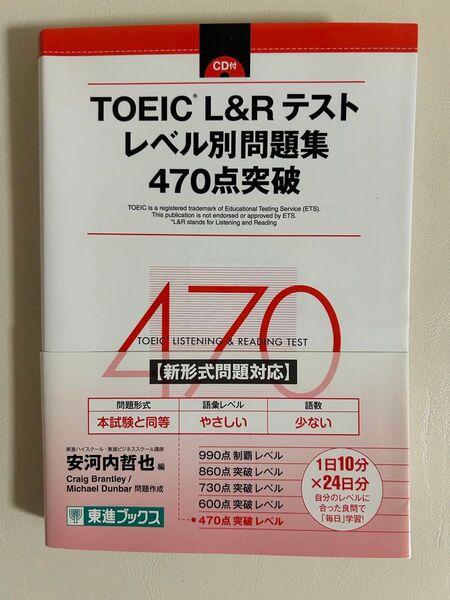 CD付
TOEIC® L&R テスト
レベル別問題集
470点突破
TOEIC is a registered trademark of Educational Testing Service (ETS).
This publication is not endorsed or approved by ETS.
*L&R stands for Listening and Reading
470
TOEIC LISTENING & READING TEST
【新形式問題対応】
問題形式 語彙レベル 語数
本試験と同等 やさしい 少ない
東進ハイスクール・東進ビジネススクール講師
安河内哲也 編
Craig Brantley /
Michael Dunbar 問題作成
東進ブックス
990点 制覇 レベル
860点 突破 レベル
730点 突破 レベル
600点 突破 レベル
470点 突破 レベル
1日10分
×24日分
自分のレベルに
合った良問で
「毎日」学習!